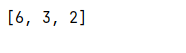 [6, 3, 2]